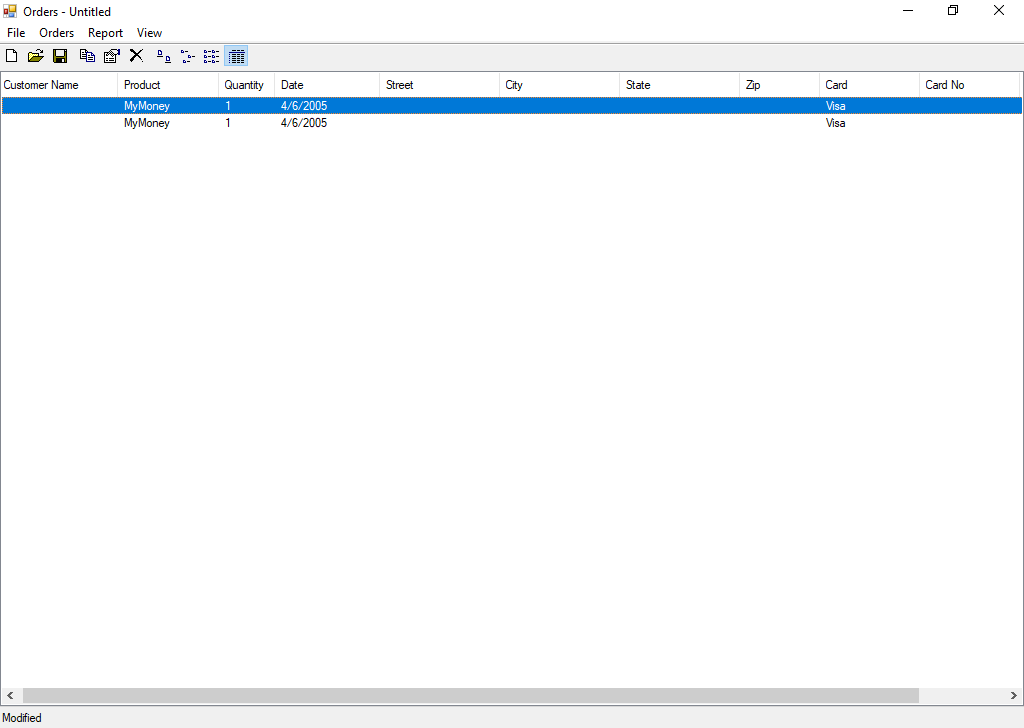 Orders - Untitled
File Orders Report View
Customer Name Product Quantity Date Street City State Zip Card Card No
MyMoney 1 4/6/2005 Visa
MyMoney 1 4/6/2005 Visa
Modified